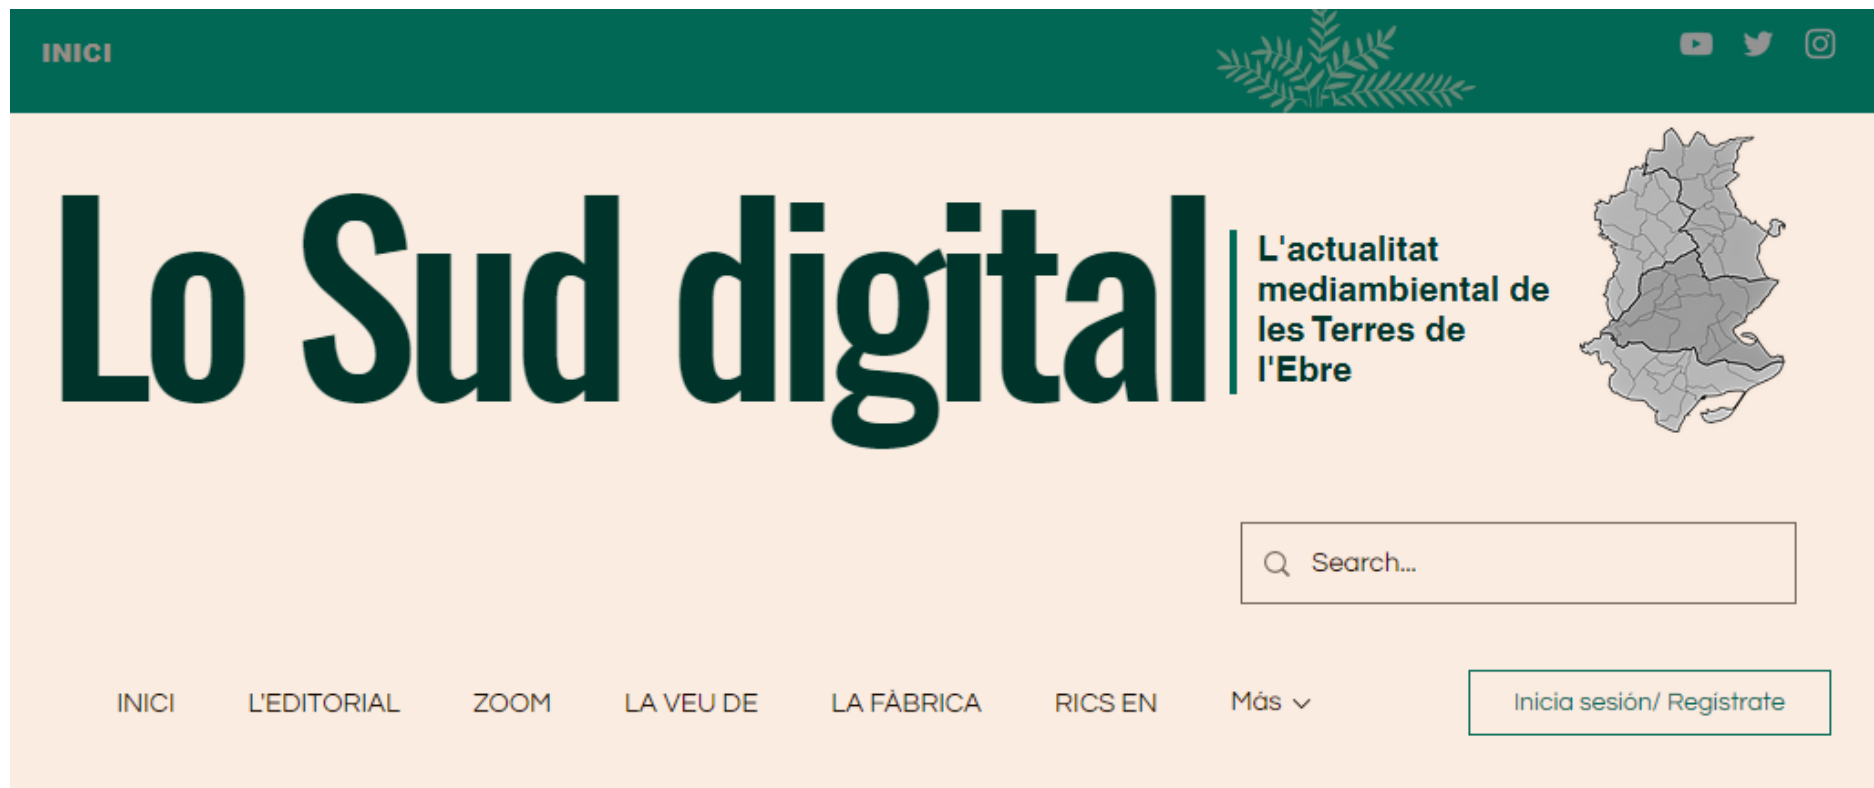 INICI
Lo Sud digital
L'actualitat
mediambiental de
les Terres de
l'Ebre
Search...
INICI L'EDITORIAL ZOOM LA VEU DE LA FÀBRICA RICS EN Más Inicia sesión/ Regístrate